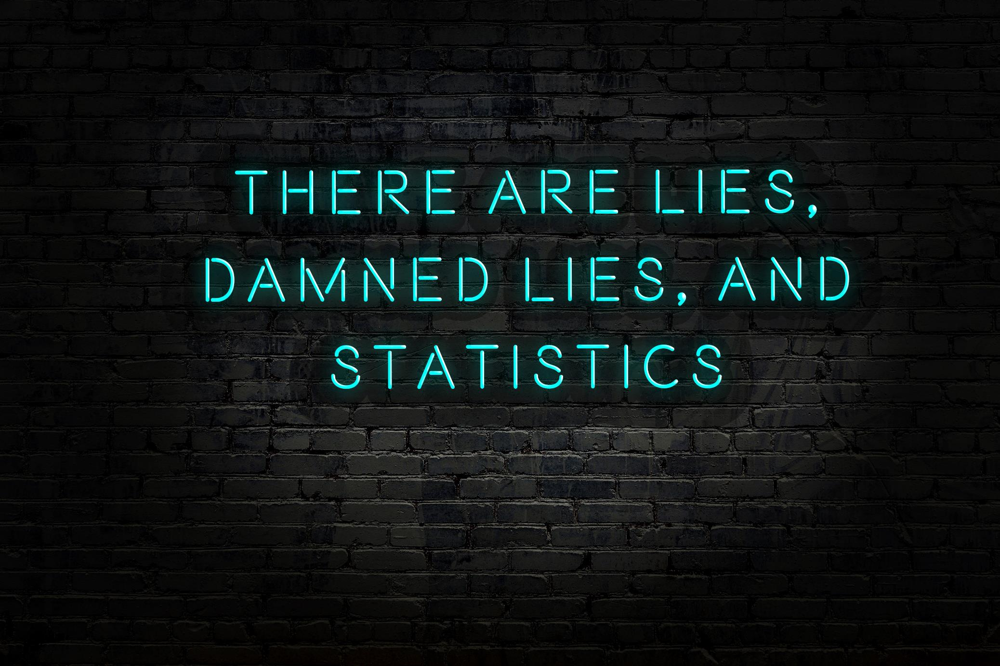 THERE ARE LIES,
DAMNED LIES, AND
STATISTICS